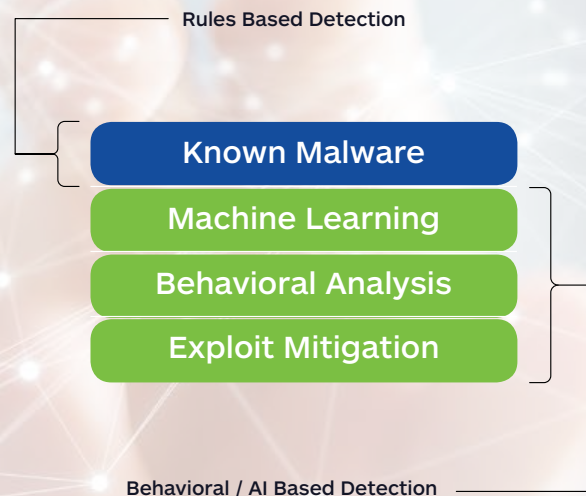 Rules Based Detection
Known Malware
Machine Learning
Behavioral Analysis
Exploit Mitigation
Behavioral / AI Based Detection